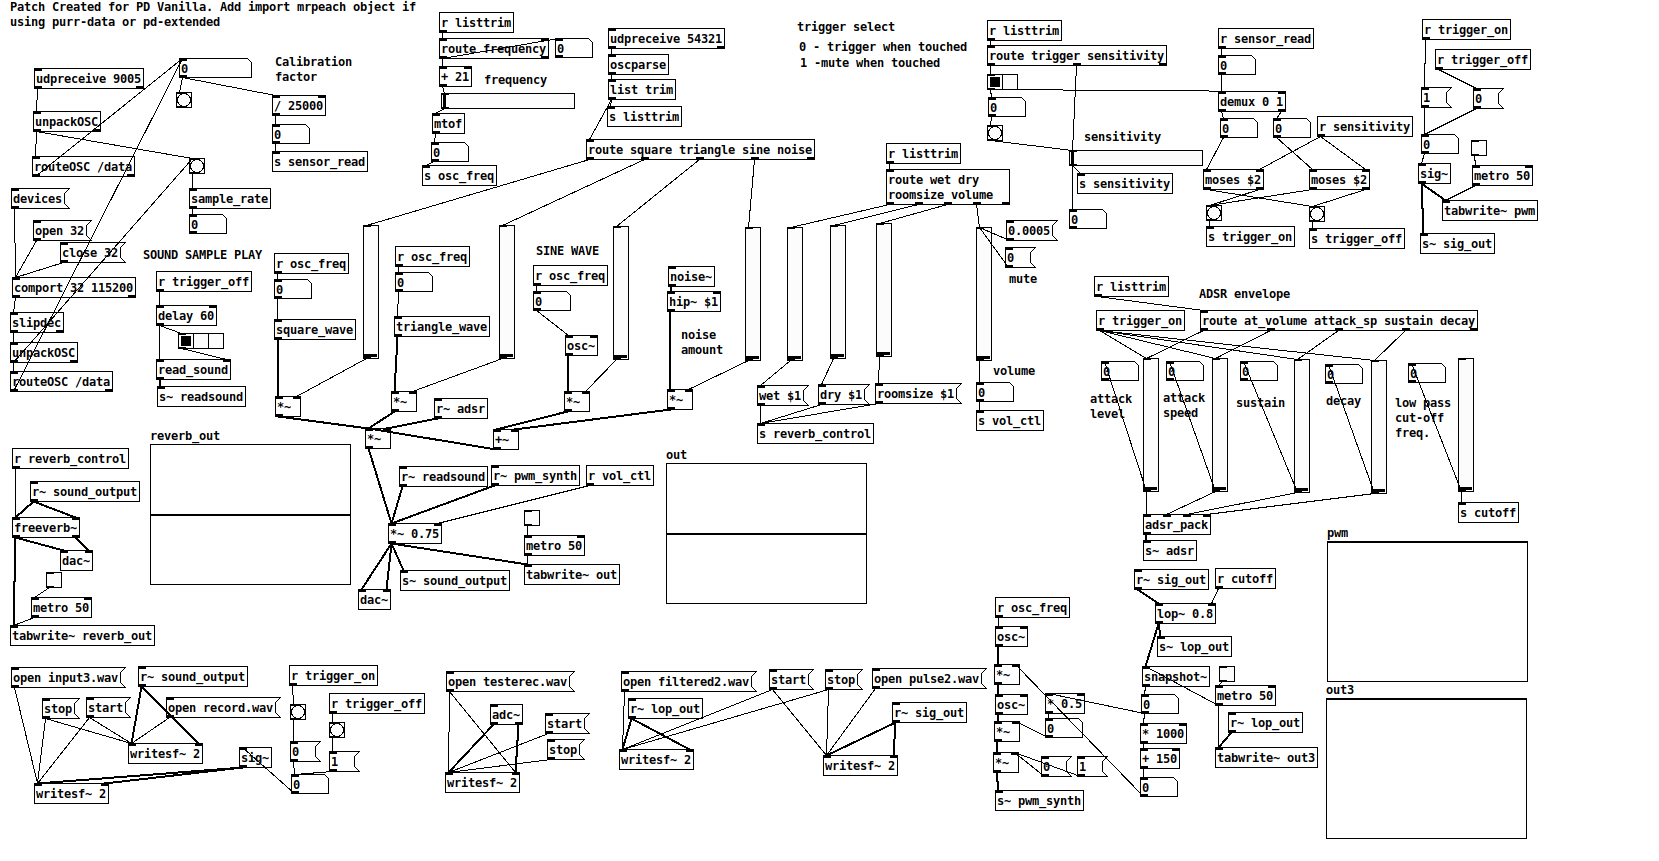 Patch Created for PD Vanilla. Add import mrpeach object if
using purr-data or pd-extended
udpreceive 9005
unpackOSC
routeOSC /data
devices
open 32
close 32
comport 32 115200
slipdec
unpackOSC
routeOSC /data
0
Calibration
factor
/ 25000
0
s sensor_read
sample_rate
0
r listtrim
route frequency
0
+ 21
frequency
mtof
0
s osc_freq
udpreceive 54321
oscparse
list trim
s listtrim
route square triangle sine noise
trigger select
0 - trigger when touched
1 -mute when touched
r listtrim
route trigger sensitivity
0
sensitivity
s sensitivity
0
r sensor_read
0
demux 0 1
0
0
r sensitivity
moses $2
moses $2
s trigger_on
s trigger_off
r trigger_on
r trigger_off
1
0
0
sig~
metro 50
tabwrite~ pwm
s~ sig_out
SOUND SAMPLE PLAY
r trigger_off
delay 60
read_sound
s~ readsound
r osc_freq
0
square_wave
*~
r osc_freq
0
triangle_wave
*~
SINE WAVE
r osc_freq
0
osc~
*~
noise~
hip~ $1
noise
amount
*~
r~ adsr
*~
+~
r listtrim
route wet dry
roomsize volume
0.0005
0
mute
wet $1
dry $1
roomsize $1
s reverb_control
volume
0
s vol_ctl
r listtrim
ADSR envelope
r trigger_on
route at_volume attack_sp sustain decay
0
attack
level
0
attack
speed
0
sustain
0
decay
0
low pass
cut-off
freq.
s cutoff
adsr_pack
s~ adsr
r reverb_control
r~ sound_output
freeverb~
dac~
metro 50
tabwrite~ reverb_out
reverb_out
r~ readsound
r~ pwm_synth
r vol_ctl
*~ 0.75
s~ sound_output
dac~
metro 50
tabwrite~ out
out
pwm
out3
r~ sig_out
r cutoff
lop~ 0.8
s~ lop_out
snapshot~
metro 50
0
* 1000
+ 150
0
r~ lop_out
tabwrite~ out3
r osc_freq
osc~
*~
osc~
*~
*~
s~ pwm_synth
* 0.5
0
0
1
open input3.wav
stop
start
writesf~ 2
r~ sound_output
open record.wav
writesf~ 2
sig~
r trigger_on
r trigger_off
0
1
0
open testerec.wav
adc~
start
stop
writesf~ 2
open filtered2.wav
r~ lop_out
writesf~ 2
start
stop
open pulse2.wav
r~ sig_out
writesf~ 2